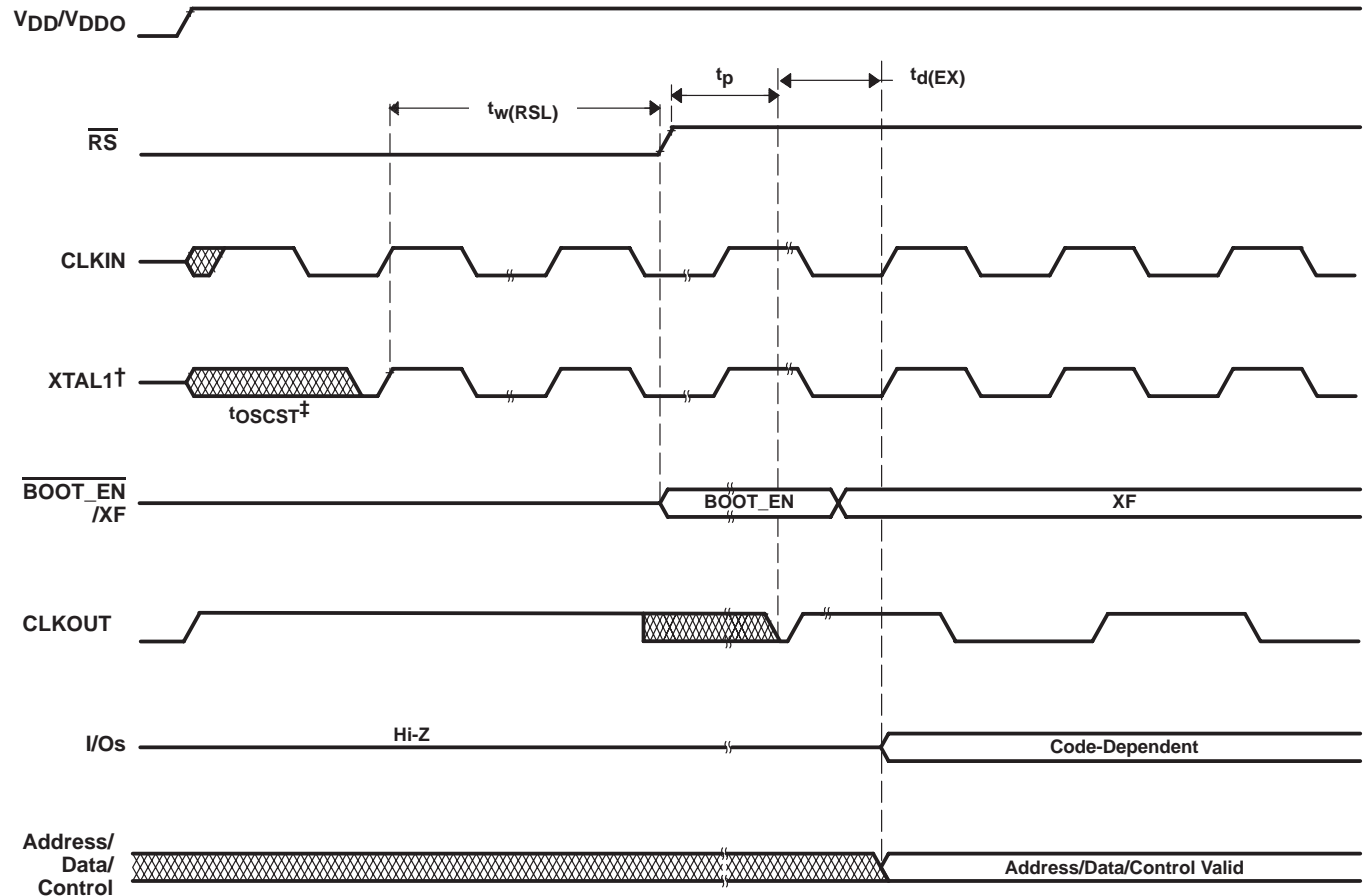 VDD/VDDO
tp
td(EX)
tw(RSL)
RS
CLKIN
XTAL1†
tOSCST‡
BOOT_EN
/XF
BOOT_EN
XF
CLKOUT
I/Os
Hi-Z
Code-Dependent
Address/
Data/
Control
Address/Data/Control Valid